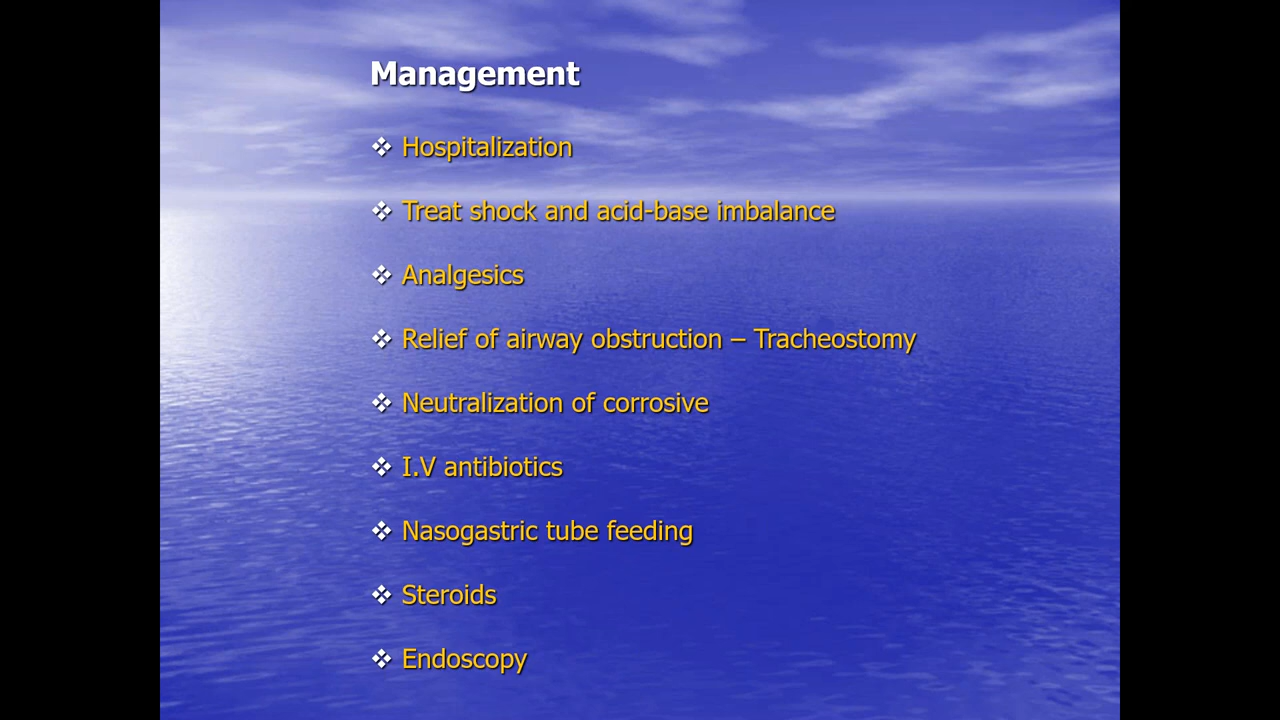 Management
❖ Hospitalization
❖ Treat shock and acid-base imbalance
❖ Analgesics
❖ Relief of airway obstruction – Tracheostomy
❖ Neutralization of corrosive
❖ I.V antibiotics
❖ Nasogastric tube feeding
❖ Steroids
❖ Endoscopy